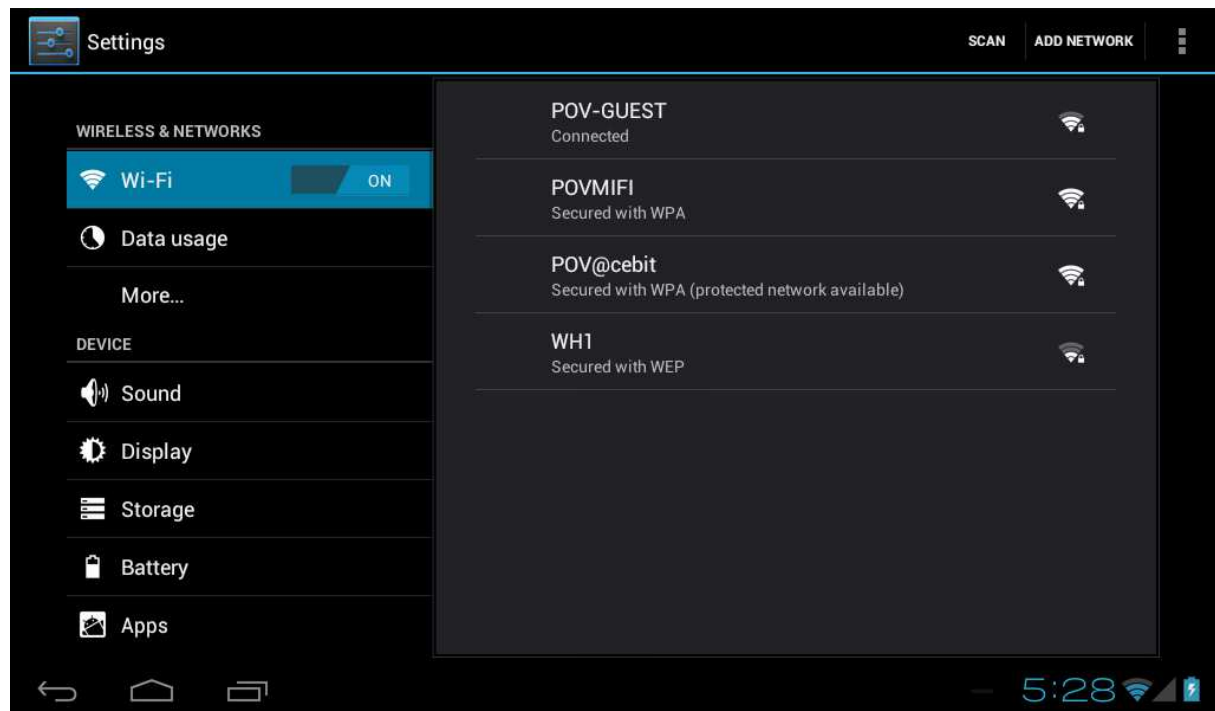 Settings
SCAN
ADD NETWORK
WIRELESS & NETWORKS
Wi-Fi
ON
Data usage
More...
DEVICE
Sound
Display
Storage
Battery
Apps
POV-GUEST
Connected
POVMIFI
Secured with WPA
POV@cebit
Secured with WPA (protected network available)
WH1
Secured with WEP
5:28